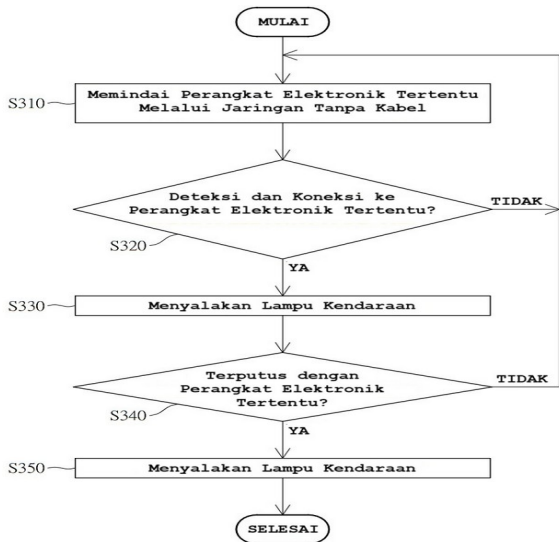 MULAI
S310
Memindai Perangkat Elektronik Tertentu
Melalui Jaringan Tanpa Kabel
Deteksi dan Koneksi ke
Perangkat Elektronik Tertentu?
TIDAK
S320
YA
S330
Menyalakan Lampu Kendaraan
Terputus dengan
Perangkat Elektronik
Tertentu?
TIDAK
S340
YA
S350
Menyalakan Lampu Kendaraan
SELESAI